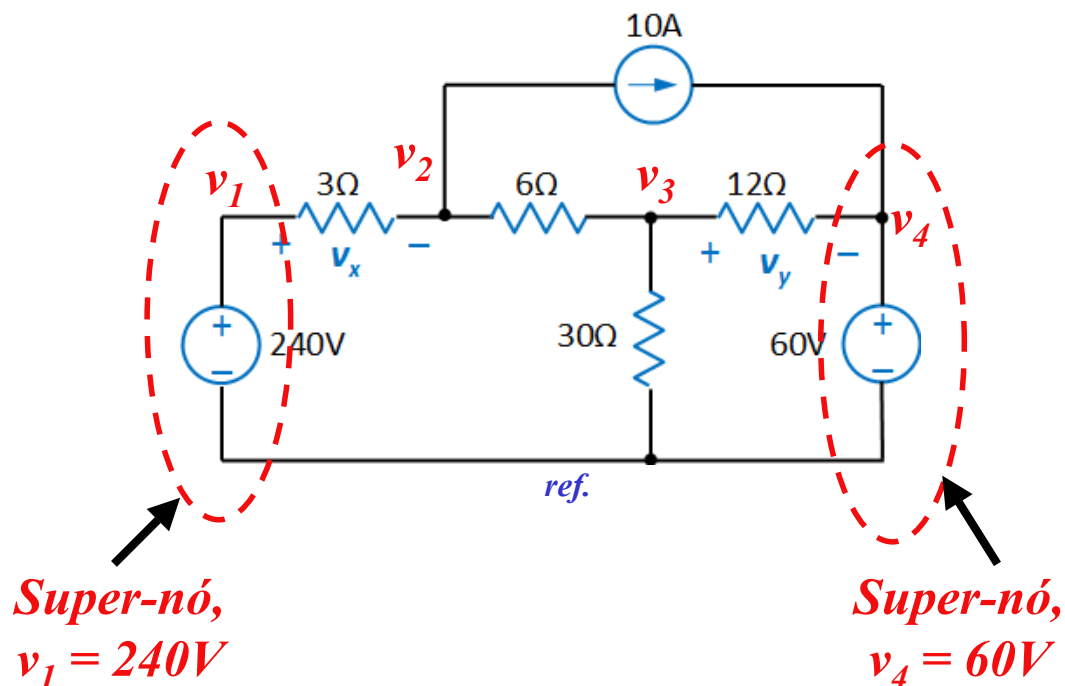 10A
v2
v1
3Ω
6Ω
v3
12Ω
v4
+
vx
−
+
vy
−
+
−
240V
30Ω
60V
+
−
ref.
Super-nó,
v1 = 240V
Super-nó,
v4 = 60V